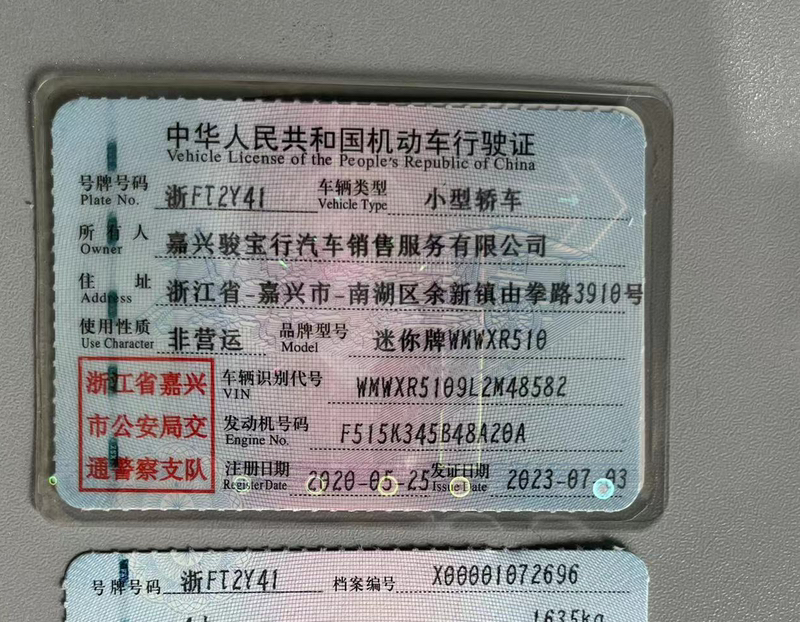 中华人民共和国机动车行驶证
Vehicle License of the People's Republic of China
号牌号码 浙FT2Y41 车辆类型 小型轿车
Plate No. Vehicle Type
所有人 嘉兴骏宝行汽车销售服务有限公司
Owner
住址 浙江省-嘉兴市-南湖区余新镇由拳路3910号
Address
使用性质 非营运 品牌型号 迷你牌WMWXR510
Use Character Model
浙江省嘉兴 车辆识别代号 WMWXR5109L2M48582
VIN
市公安局交 发动机号码 F515K345B48A20A
Engine No.
通警察支队 注册日期 2020-05-25 发证日期 2023-07-03
Register Date Issue Date
号牌号码 浙FT2Y41 档案编号 X00001072696
1635kg